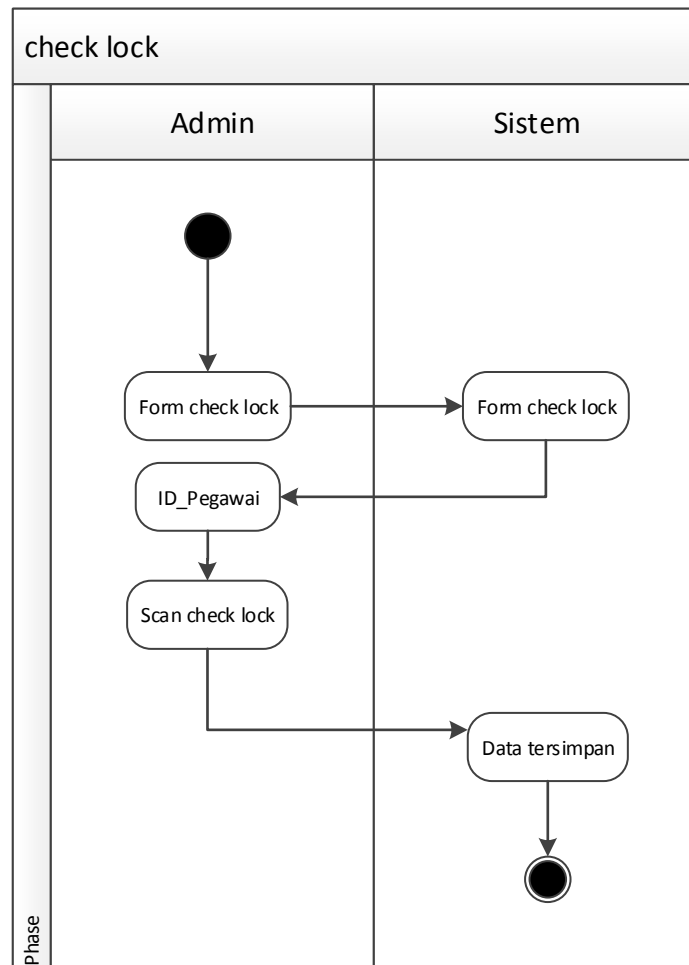 check lock
Admin
Sistem
Form check lock
Form check lock
ID_Pegawai
Scan check lock
Data tersimpan
Phase